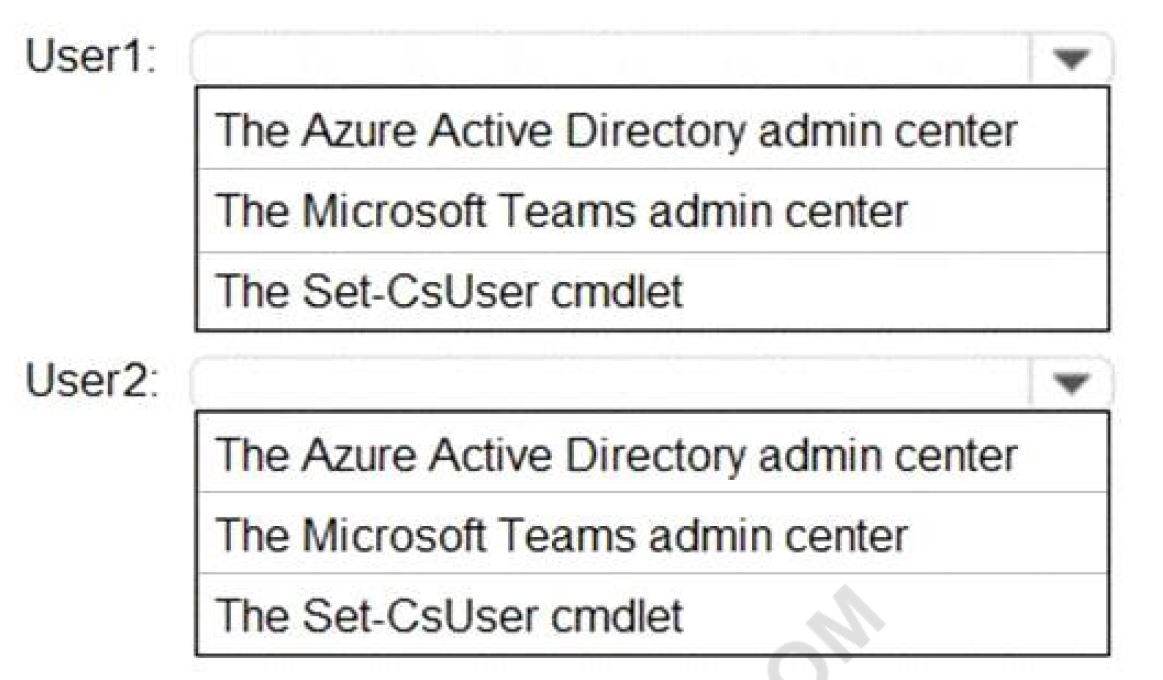 User1:
The Azure Active Directory admin center
The Microsoft Teams admin center
The Set-CsUser cmdlet
User2:
The Azure Active Directory admin center
The Microsoft Teams admin center
The Set-CsUser cmdlet
OM